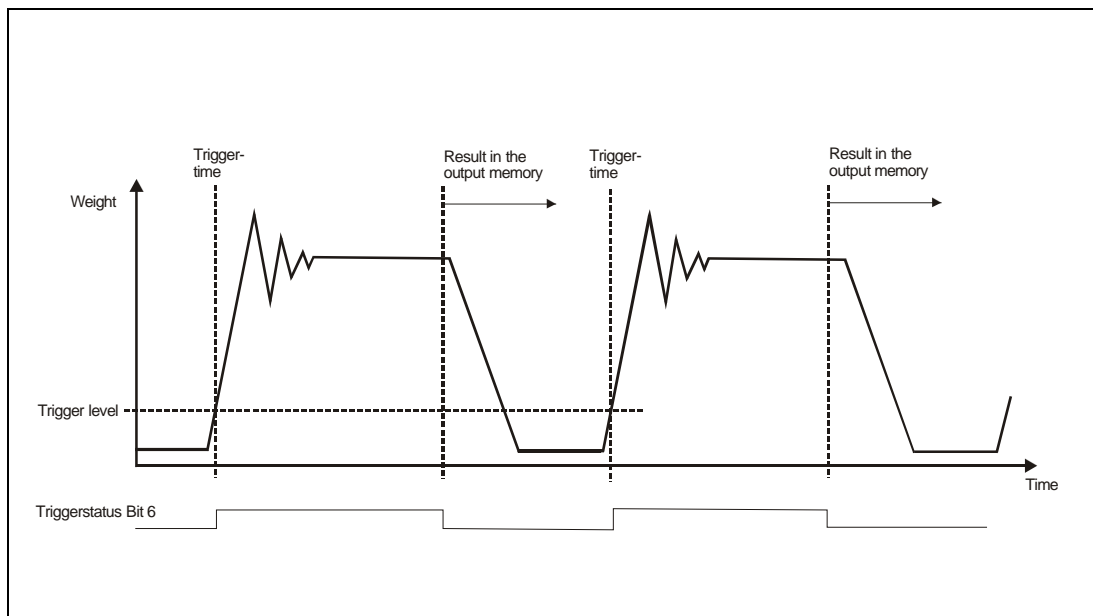 Trigger-
time
Result in the
output memory
Trigger-
time
Result in the
output memory
Weight
Trigger level
Time
Triggerstatus Bit 6